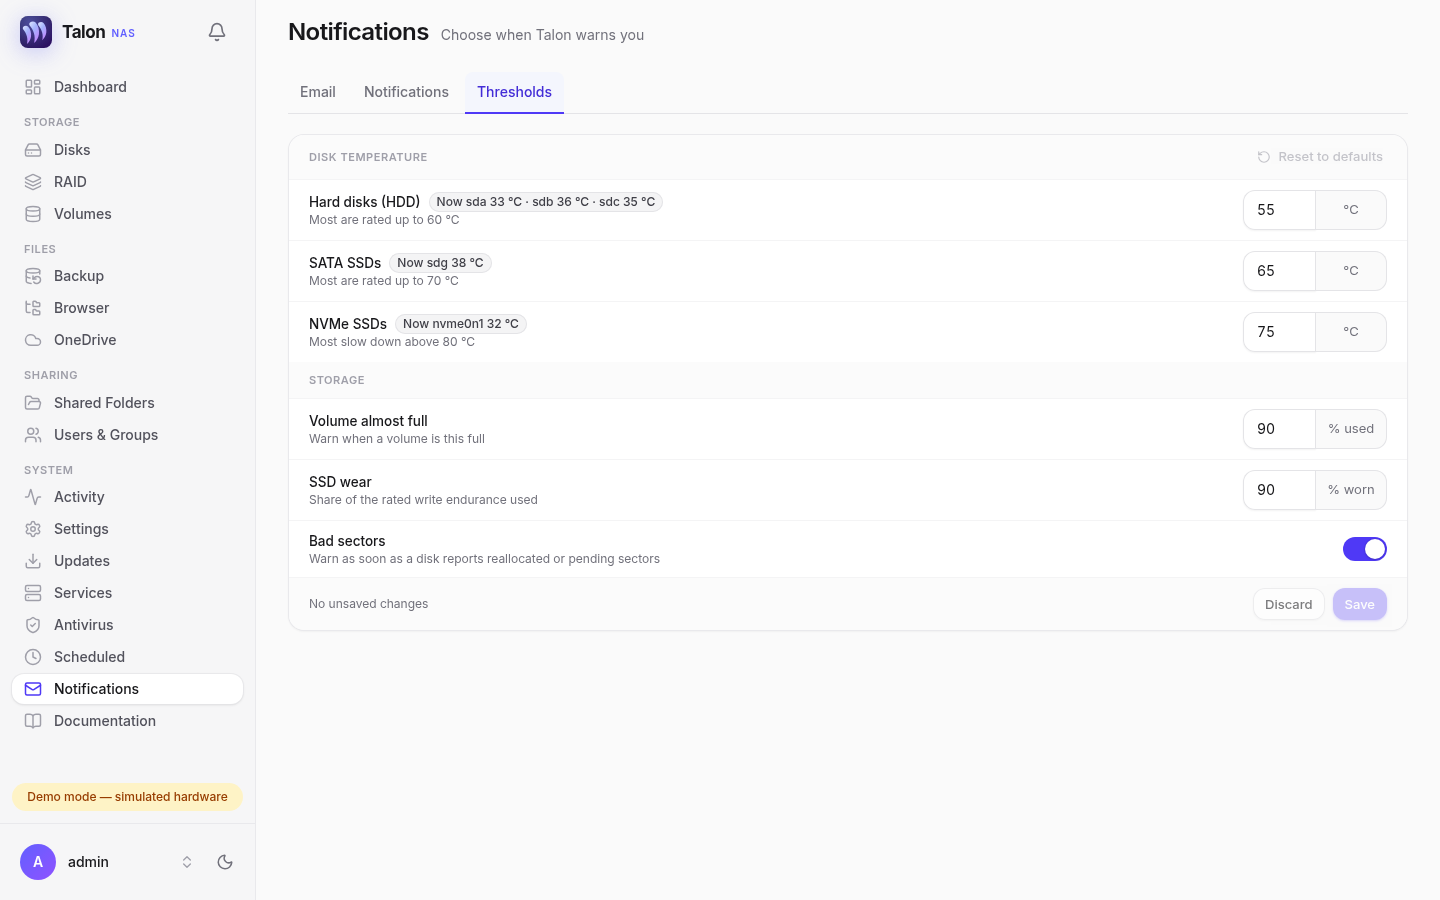 Talon NAS
Dashboard
STORAGE
Disks
RAID
Volumes
FILES
Backup
Browser
OneDrive
SHARING
Shared Folders
Users & Groups
SYSTEM
Activity
Settings
Updates
Services
Antivirus
Scheduled
Notifications
Documentation
Demo mode — simulated hardware
A admin
Notifications Choose when Talon warns you
Email Notifications Thresholds
DISK TEMPERATURE Reset to defaults
Hard disks (HDD) Now sda 33 °C · sdb 36 °C · sdc 35 °C
Most are rated up to 60 °C
55 °C
SATA SSDs Now sdg 38 °C
Most are rated up to 70 °C
65 °C
NVMe SSDs Now nvme0n1 32 °C
Most slow down above 80 °C
75 °C
STORAGE
Volume almost full
Warn when a volume is this full
90 % used
SSD wear
Share of the rated write endurance used
90 % worn
Bad sectors
Warn as soon as a disk reports reallocated or pending sectors
No unsaved changes Discard Save